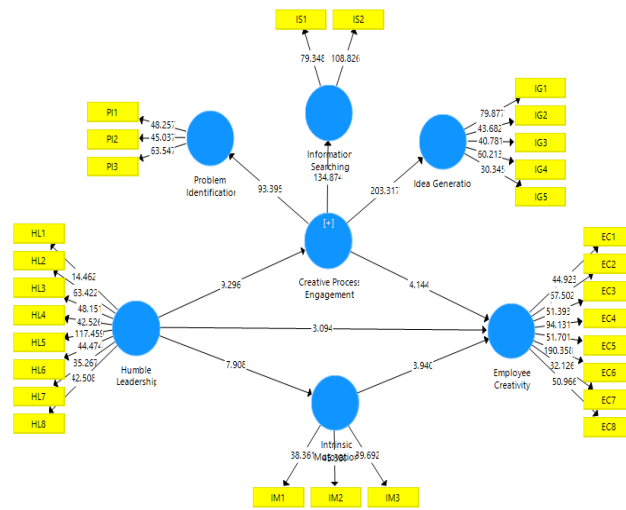 IS1 IS2
79.348 108.826
IG1
PI1
48.257
PI2
45.037
PI3
63.547
79.877
IG2
43.682
IG3
40.781
IG4
60.213
IG5
30.345
Problem
Identification
Information
Searching
Idea Generatio
93.395
134.874
203.317
[+]
Creative Process
Engagement
HL1
HL2
HL3
HL4
HL5
HL6
HL7
HL8
14.462
63.422
48.151
42.526
117.459
44.474
35.267
42.508
Humble
Leadership
9.296
4.144
3.094
7.908
3.940
EC1
EC2
EC3
EC4
EC5
EC6
EC7
EC8
44.923
57.502
51.393
94.131
51.701
190.358
32.126
50.966
Employee
Creativity
Intrinsic
38.361
39.692
IM1 IM2 IM3